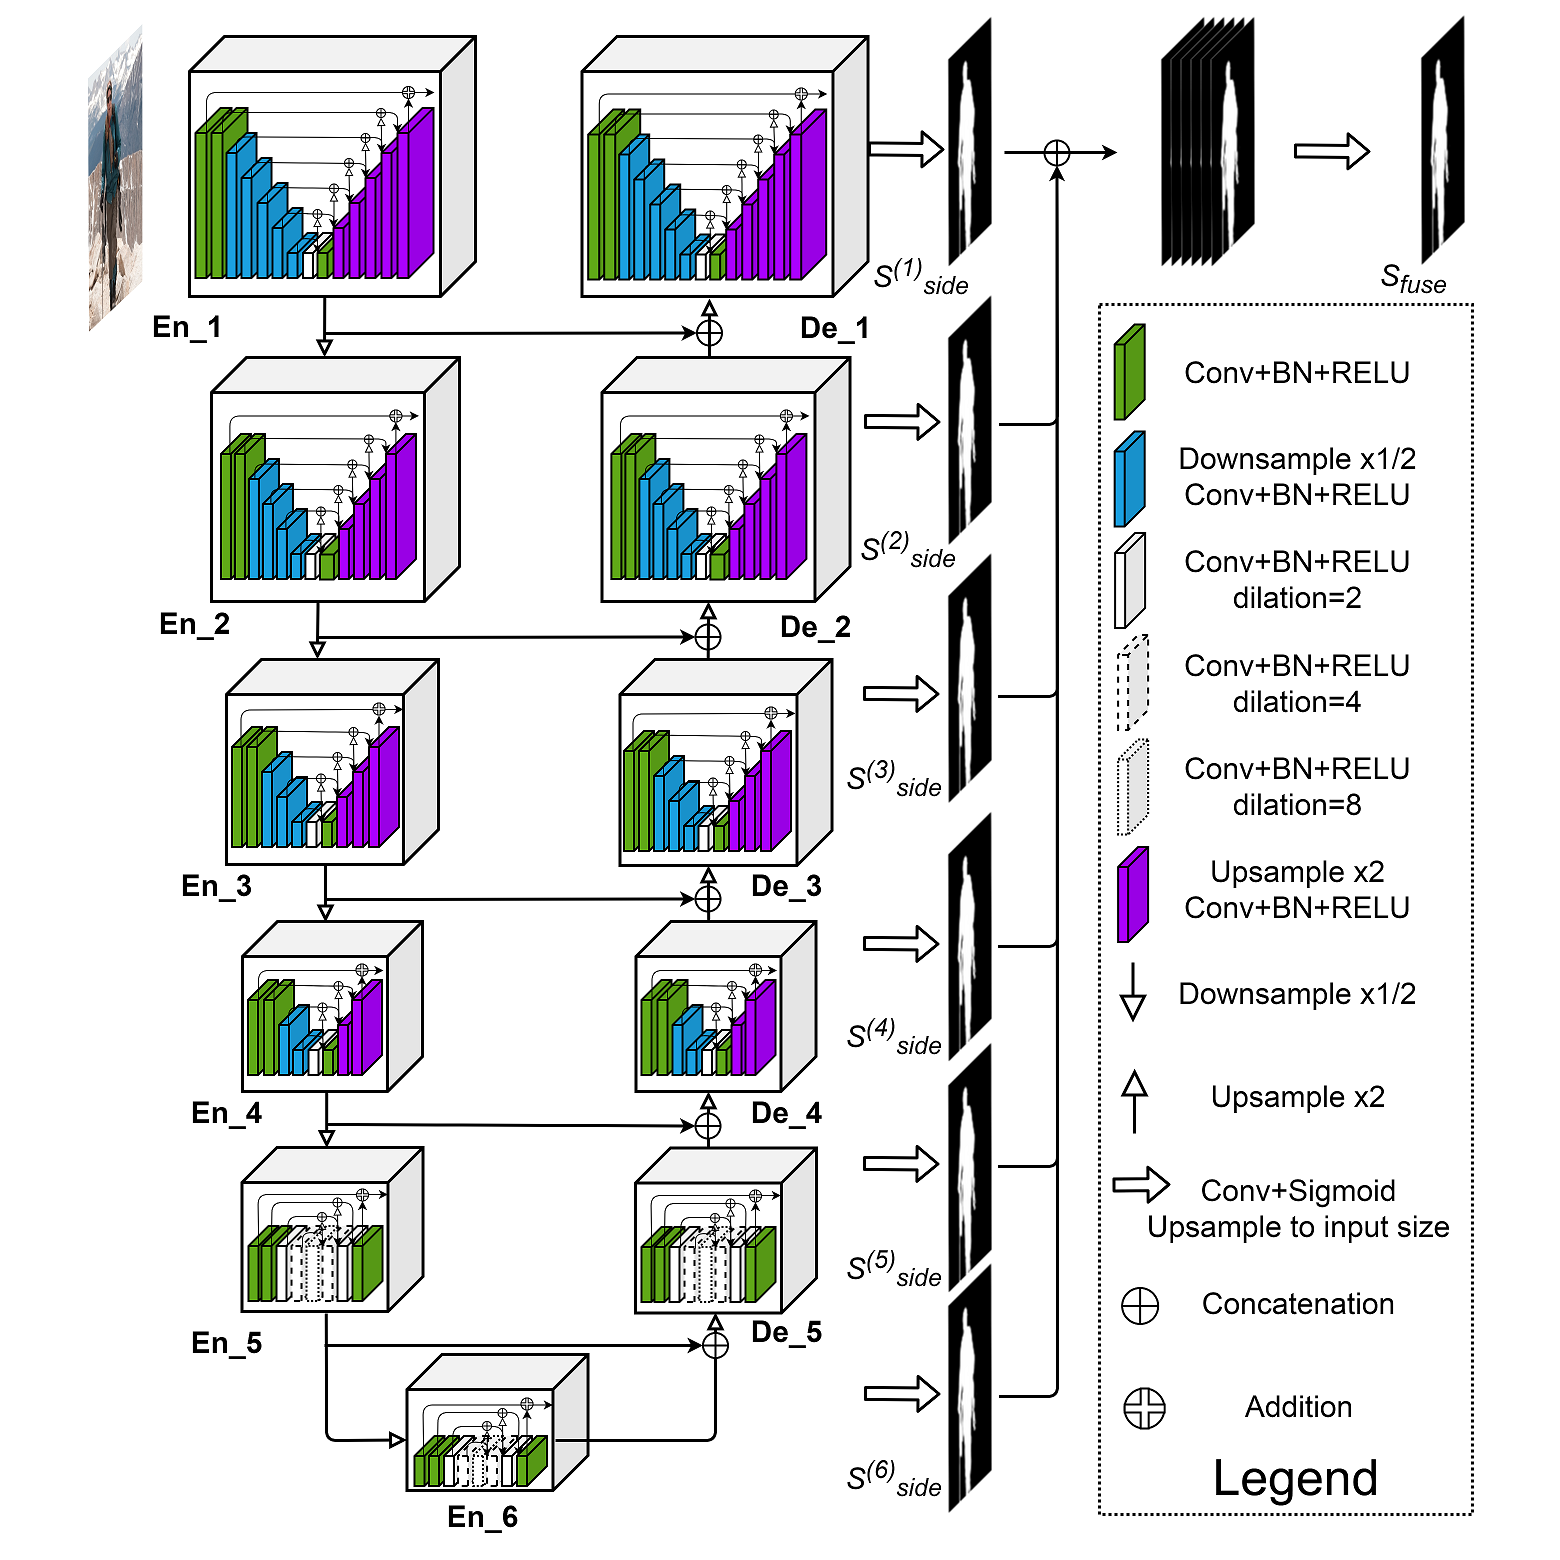 En_1
De_1
S(1)side
Sfuse
En_2
De_2
S(2)side
En_3
De_3
S(3)side
En_4
De_4
S(4)side
En_5
De_5
S(5)side
En_6
S(6)side
Conv+BN+RELU
Downsample x1/2
Conv+BN+RELU
Conv+BN+RELU
dilation=2
Conv+BN+RELU
dilation=4
Conv+BN+RELU
dilation=8
Upsample x2
Conv+BN+RELU
Downsample x1/2
Upsample x2
Conv+Sigmoid
Upsample to input size
Concatenation
Addition
Legend